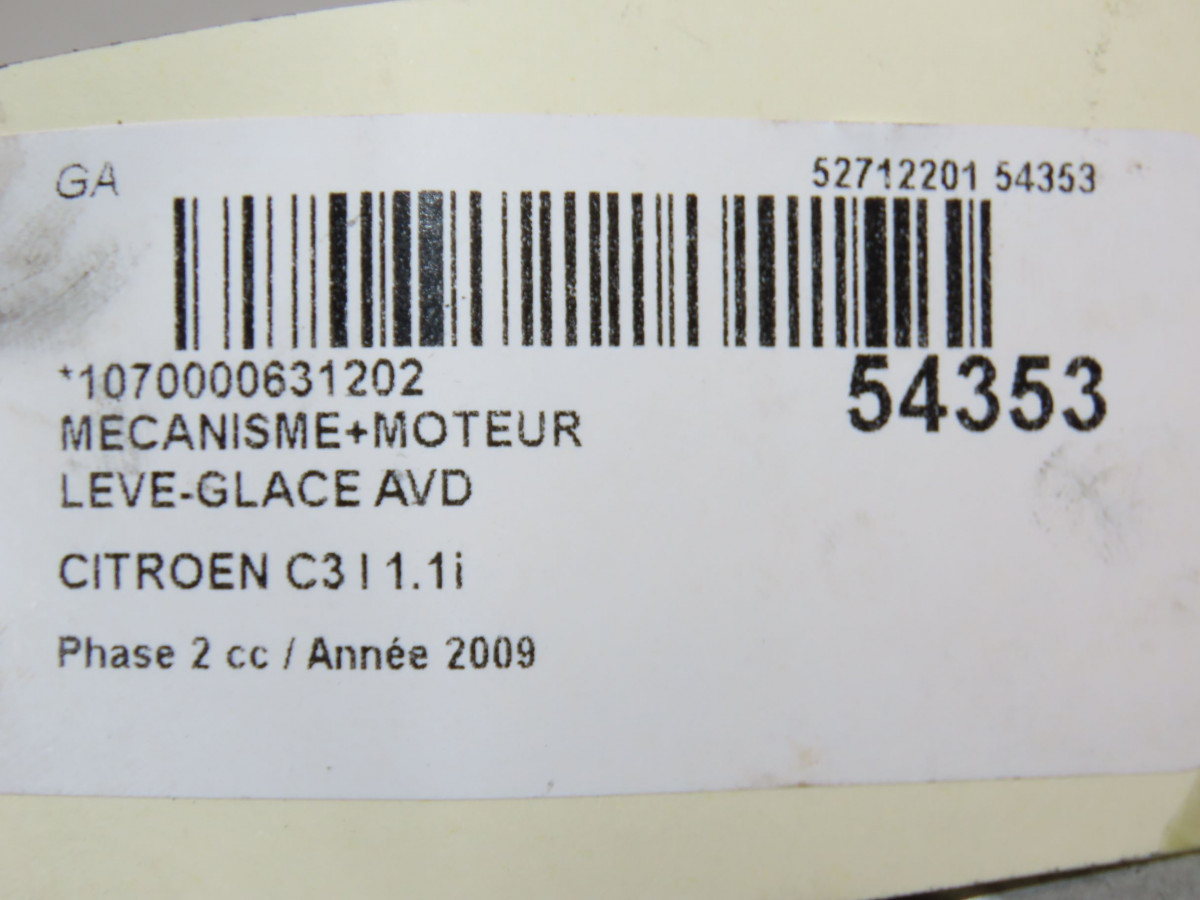 GA
52712201 54353
*1070000631202
54353
MECANISME+MOTEUR
LEVE-GLACE AVD
CITROEN C3 I 1.1i
Phase 2 cc / Année 2009